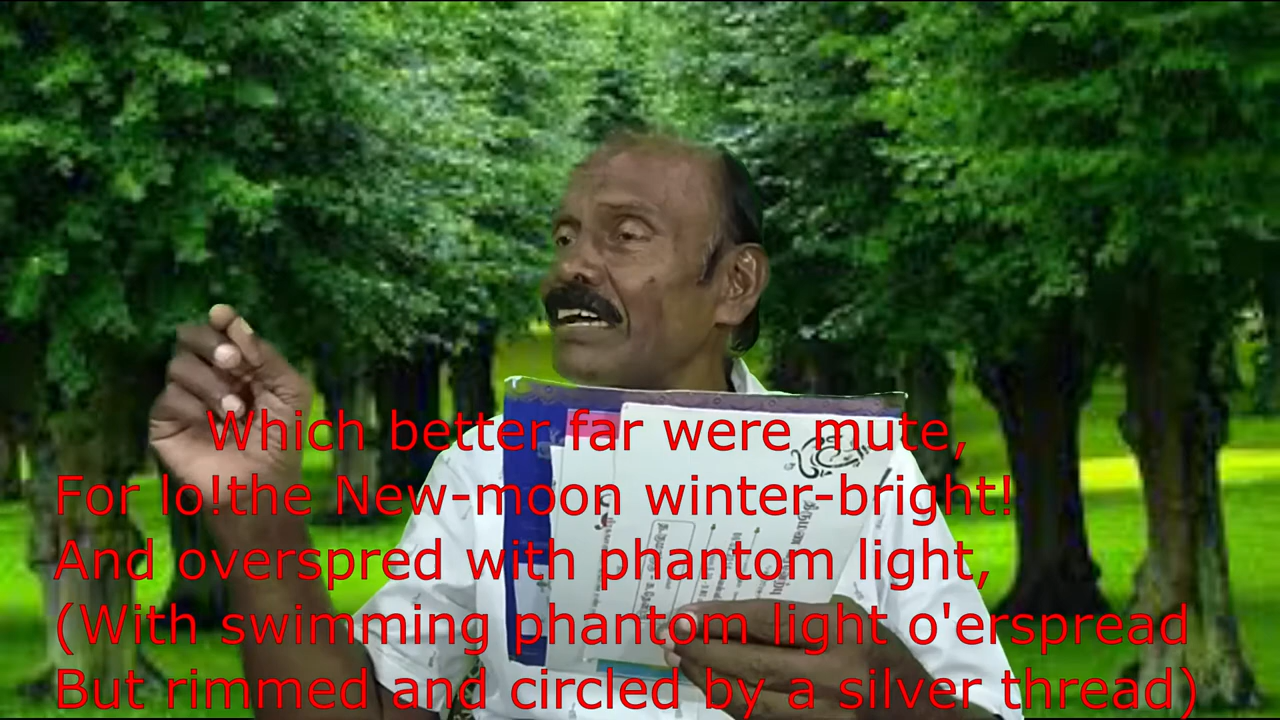 Which better far were mute,
For lo!the New-moon winter-bright!
And overspred with phantom light,
(With swimming phantom light o'erspread
But rimmed and circled by a silver thread)